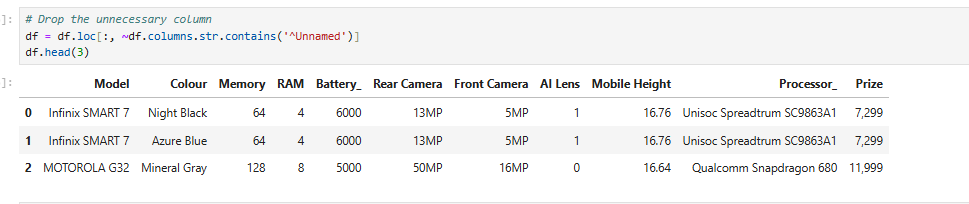 ]: # Drop the unnecessary column
df = df.loc[:, ~df.columns.str.contains('^Unnamed')]
df.head(3)
]: Model Colour Memory RAM Battery_ Rear Camera Front Camera AI Lens Mobile Height Processor_ Prize
0 Infinix SMART 7 Night Black 64 4 6000 13MP 5MP 1 16.76 Unisoc Spreadtrum SC9863A1 7,299
1 Infinix SMART 7 Azure Blue 64 4 6000 13MP 5MP 1 16.76 Unisoc Spreadtrum SC9863A1 7,299
2 MOTOROLA G32 Mineral Gray 128 8 5000 50MP 16MP 0 16.64 Qualcomm Snapdragon 680 11,999